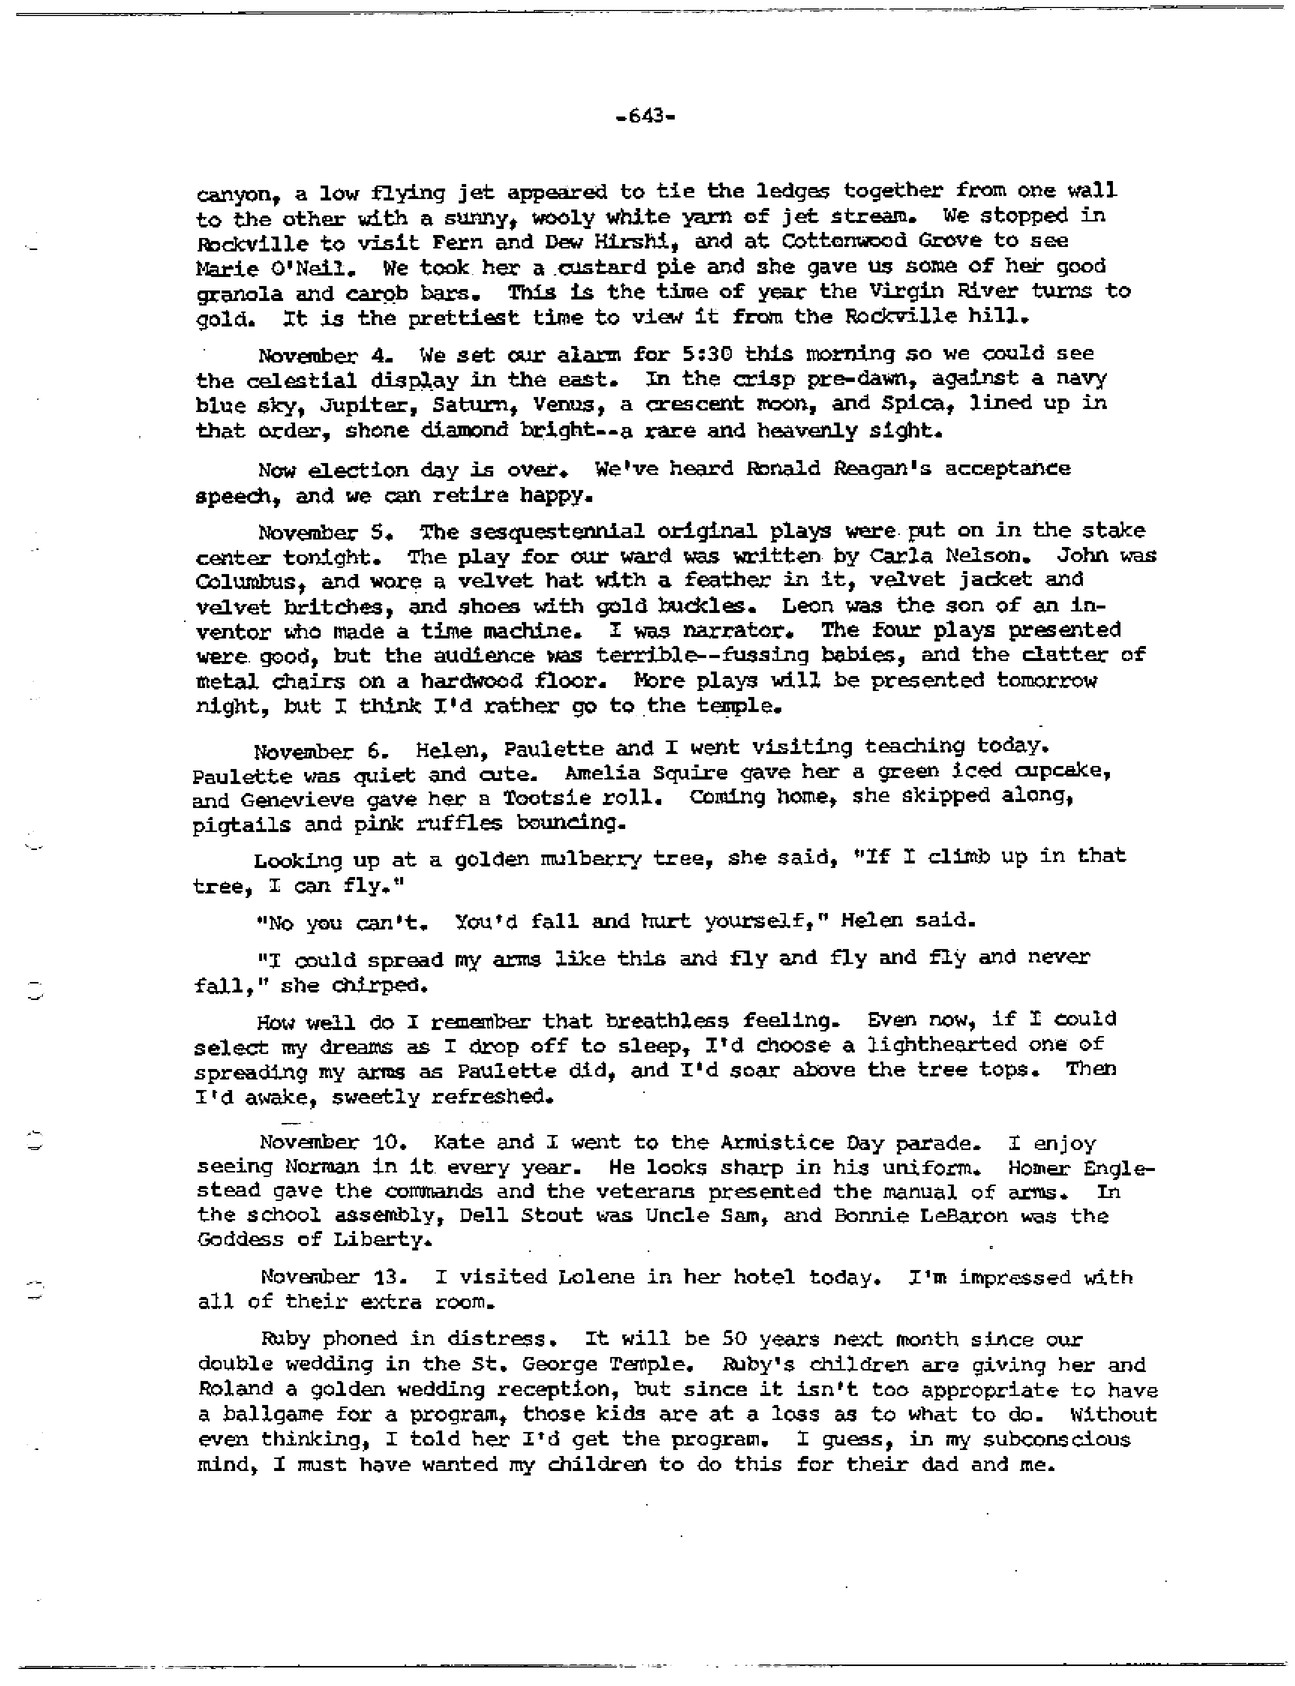 -643-
canyon, a low flying jet appeared to tie the ledges together from one wall
to the other with a sunny, wooly white yarn of jet stream. We stopped in
Rockville to visit Fern and Dew Hirshi, and at Cottonwood Grove to see
Marie O'Neil. We took her a custard pie and she gave us some of her good
granola and carob bars. This is the time of year the Virgin River turns to
gold. It is the prettiest time to view it from the Rockville hill.
November 4. We set our alarm for 5:30 this morning so we could see
the celestial display in the east. In the crisp pre-dawn, against a navy
blue sky, Jupiter, Saturn, Venus, a crescent moon, and Spica, lined up in
that order, shone diamond bright--a rare and heavenly sight.
Now election day is over. We've heard Ronald Reagan's acceptance
speech, and we can retire happy.
November 5. The sesquestennial original plays were put on in the stake
center tonight. The play for our ward was written by Carla Nelson. John was
Columbus, and wore a velvet hat with a feather in it, velvet jacket and
velvet britches, and shoes with gold buckles. Leon was the son of an in-
ventor who made a time machine. I was narrator. The four plays presented
were good, but the audience was terrible--fussing babies, and the clatter of
metal chairs on a hardwood floor. More plays will be presented tomorrow
night, but I think I'd rather go to the temple.
November 6. Helen, Paulette and I went visiting teaching today.
Paulette was quiet and cute. Amelia Squire gave her a green iced cupcake,
and Genevieve gave her a Tootsie roll. Coming home, she skipped along,
pigtails and pink ruffles bouncing.
Looking up at a golden mulberry tree, she said, "If I climb up in that
tree, I can fly."
"No you can't. You'd fall and hurt yourself," Helen said.
"I could spread my arms like this and fly and fly and fly and never
fall," she chirped.
How well do I remember that breathless feeling. Even now, if I could
select my dreams as I drop off to sleep, I'd choose a lighthearted one of
spreading my arms as Paulette did, and I'd soar above the tree tops. Then
I'd awake, sweetly refreshed.
November 10. Kate and I went to the Armistice Day parade. I enjoy
seeing Norman in it every year. He looks sharp in his uniform. Homer Engle-
stead gave the commands and the veterans presented the manual of arms. In
the school assembly, Dell Stout was Uncle Sam, and Bonnie LeBaron was the
Goddess of Liberty.
November 13. I visited Lolene in her hotel today. I'm impressed with
all of their extra room.
Ruby phoned in distress. It will be 50 years next month since our
double wedding in the St. George Temple. Ruby's children are giving her and
Roland a golden wedding reception, but since it isn't too appropriate to have
a ballgame for a program, those kids are at a loss as to what to do. Without
even thinking, I told her I'd get the program. I guess, in my subconscious
mind, I must have wanted my children to do this for their dad and me.